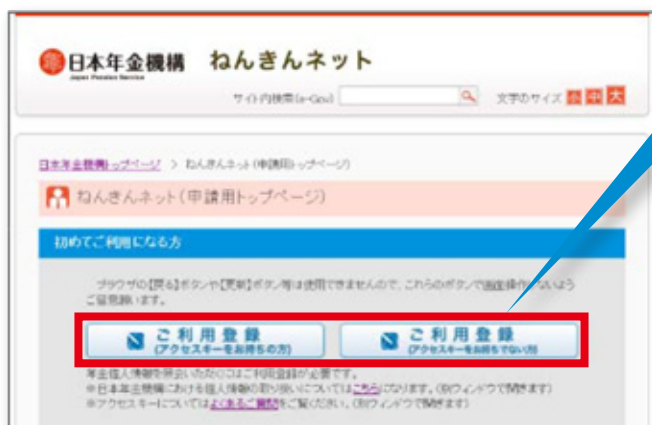 日本年金機構 ねんきんネット
Japan Pension Service
サイト内検索(e-Gov) 文字のサイズ 小 中 大
日本年金機構トップページ > ねんきんネット(申請用トップページ)
ねんきんネット(申請用トップページ)
初めてご利用になる方
ブラウザの【戻る】ボタンや【更新】ボタン等は使用できませんので、これらのボタンで画面操作 ないよう
ご留意願います。
ご利用登録
(アクセスキーをお持ちの方)
ご利用登録
(アクセスキーをお持ちでない方)
年金個人情報を照会いただくにはご利用登録が必要です。
※日本年金機構における個人情報の取り扱いについてはこちらになります。(別ウィンドウで開きます)
※アクセスキーについてはよくあるご質問をご覧ください。(別ウィンドウで開きます)